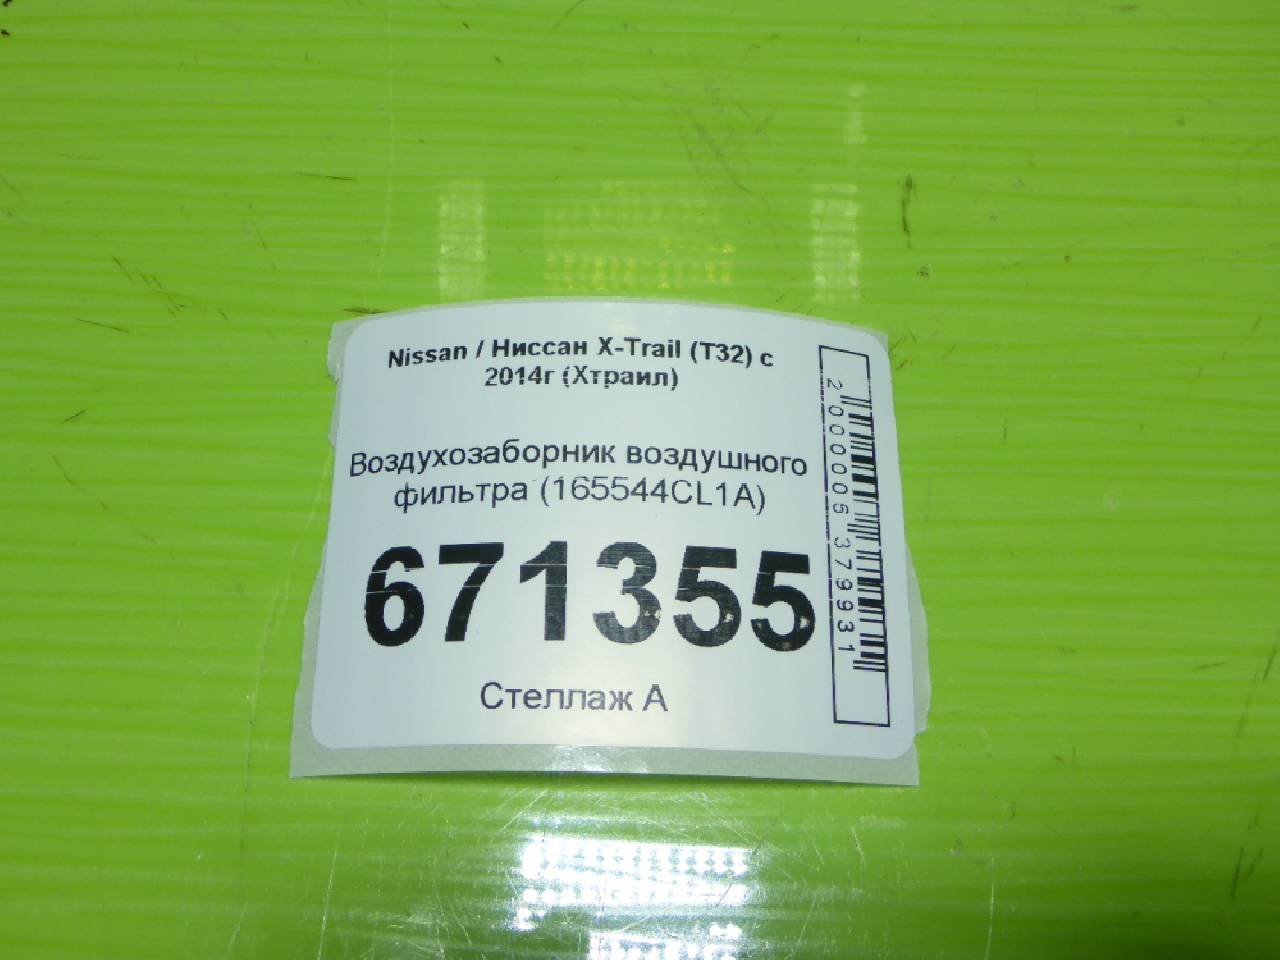 Nissan / Ниссан X-Trail (T32) с
2014г (Хтраил)
Воздухозаборник воздушного
фильтра (165544CL1A)
671355
Стеллаж А
2000006379931